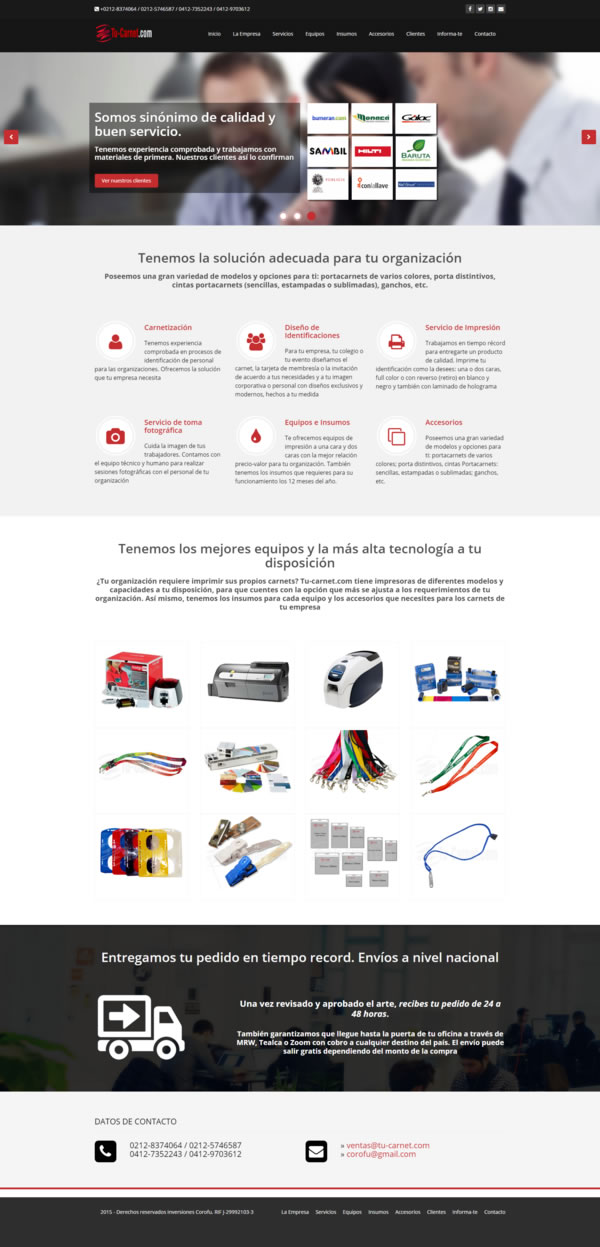 +0212-8374064 / 0212-5746587 / 0412-7352243 / 0412-9703612
Tu-Carnet.com
Inicio La Empresa Servicios Equipos Insumos Accesorios Clientes Informa-te Contacto
Somos sinónimo de calidad y
buen servicio.
Tenemos experiencia comprobada y trabajamos con
materiales de primera. Nuestros clientes así lo confirman
Ver nuestros clientes
bumeran.com
SAMBIL
HILTI
BARUTA
conlallave
Tenemos la solución adecuada para tu organización
Poseemos una gran variedad de modelos y opciones para ti: portacarnets de varios colores, porta distintivos,
cintas portacarnets (sencillas, estampadas o sublimadas), ganchos, etc.
Carnetización
Tenemos experiencia
comprobada en procesos de
identificación de personal
para las organizaciones. Ofrecemos la solución
que tu empresa necesita
Diseño de
Identificaciones
Para tu empresa, tu colegio o
tu evento diseñamos el
carnet, la tarjeta de membresía o la invitación
de acuerdo a tus necesidades y a tu imagen
corporativa o personal con diseños exclusivos y
modernos, hechos a tu medida
Servicio de Impresión
Trabajamos en tiempo récord
para entregarte un producto
de calidad. Imprime tu
identificación como la desees: una o dos caras,
full color o con reverso (retiro) en blanco y
negro y también con laminado de holograma
Servicio de toma
fotográfica
Cuida la imagen de tus
trabajadores. Contamos con
el equipo técnico y humano para realizar
sesiones fotográficas con el personal de tu
organización
Equipos e Insumos
Te ofrecemos equipos de
impresión a una cara y dos
caras con la mejor relación
precio-valor para tu organización. También
tenemos los insumos que requieres para su
funcionamiento los 12 meses del año.
Accesorios
Poseemos una gran variedad
de modelos y opciones para
ti: portacarnets de varios
colores; porta distintivos, cintas Portacarnets:
sencillas, estampadas o sublimadas; ganchos,
etc.
Tenemos los mejores equipos y la más alta tecnología a tu
disposición
¿Tu organización requiere imprimir sus propios carnets? Tu-carnet.com tiene impresoras de diferentes modelos y
capacidades a tu disposición, para que cuentes con la opción que más se ajusta a los requerimientos de tu
organización. Así mismo, tenemos los insumos para cada equipo y los accesorios que necesites para los carnets de
tu empresa
Entregamos tu pedido en tiempo record. Envíos a nivel nacional
Una vez revisado y aprobado el arte, recibes tu pedido de 24 a
48 horas.
También garantizamos que llegue hasta la puerta de tu oficina a través de
MRW, Tealca o Zoom con cobro a cualquier destino del país. El envío puede
salir gratis dependiendo del monto de la compra
DATOS DE CONTACTO
0212-8374064 / 0212-5746587
0412-7352243 / 0412-9703612
» ventas@tu-carnet.com
» corofu@gmail.com
2015 - Derechos reservados Inversiones Corofu. RIF J-29992103-3
La Empresa Servicios Equipos Insumos Accesorios Clientes Informa-te Contacto